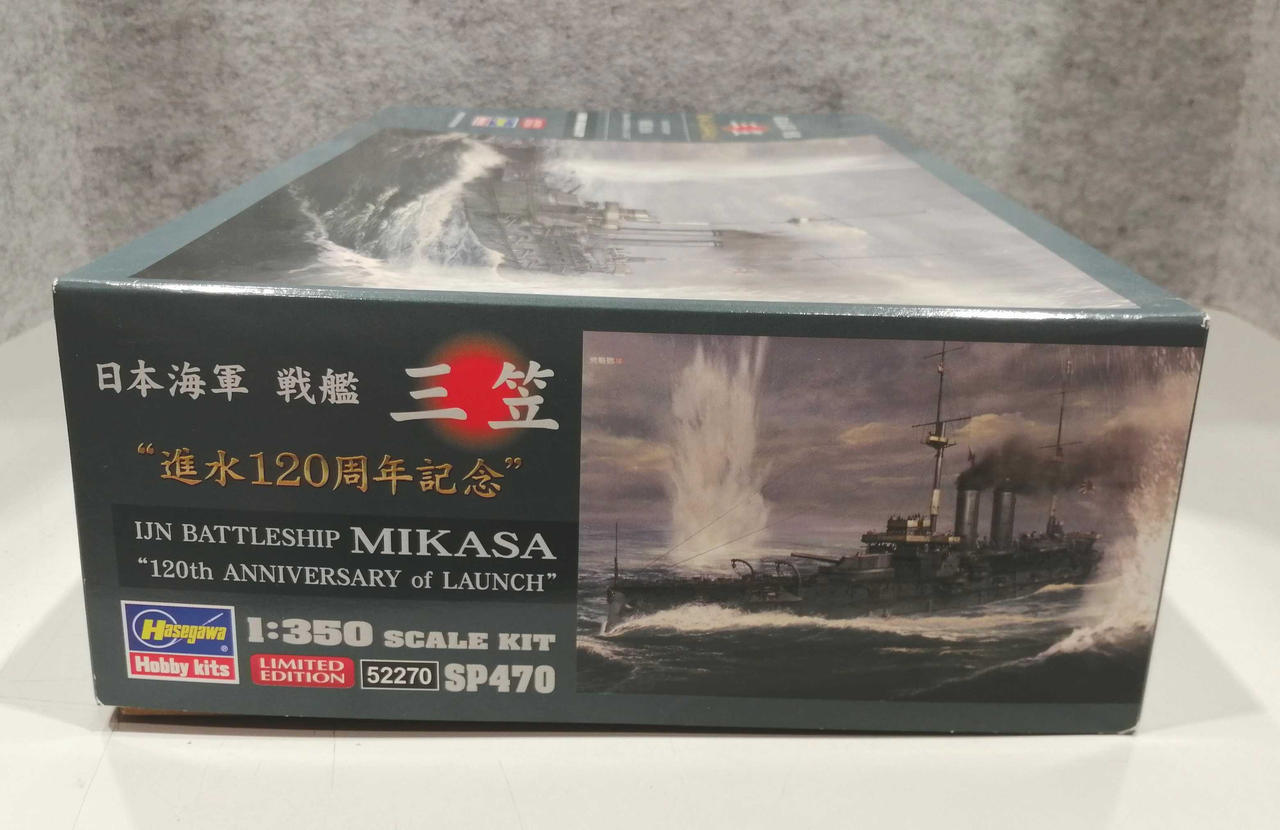 日本海軍 戦艦 三笠
“進水120周年記念”
IJN BATTLESHIP MIKASA
“120th ANNIVERSARY of LAUNCH”
Hasegawa®
Hobby kits
1:350 SCALE KIT
LIMITED
EDITION
52270 SP470